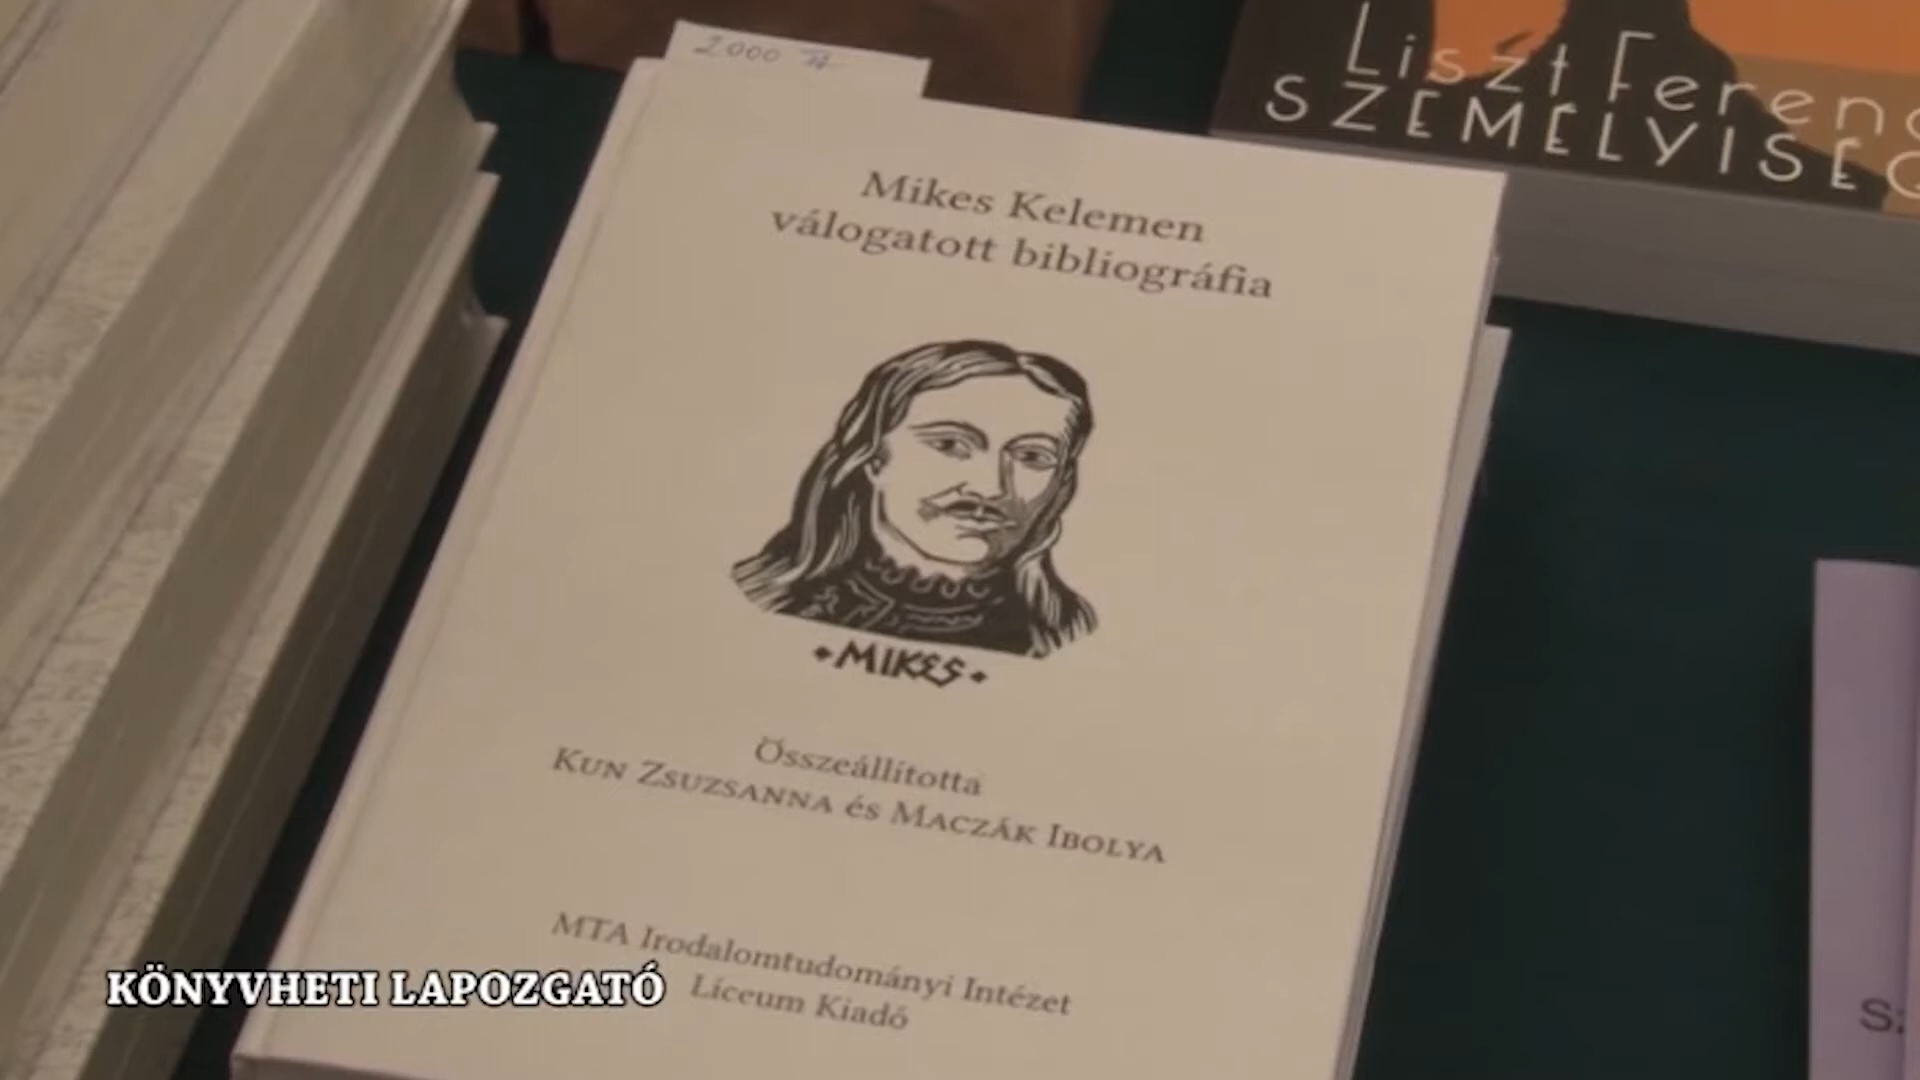 2000 Ft
Liszt Ferenc
SZEMÉLYISÉG
Mikes Kelemen
válogatott bibliográfia
• MIKES •
Összeállította
KUN ZSUZSANNA és MACZÁK IBOLYA
MTA Irodalomtudományi Intézet
Líceum Kiadó
KÖNYVHETI LAPOZGATÓ